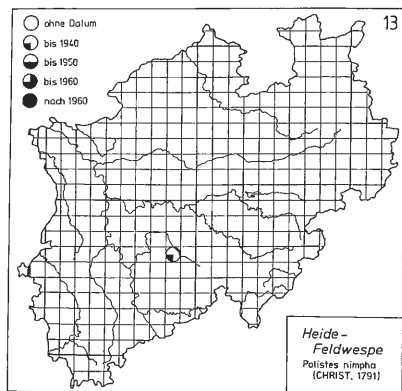 ohne Datum
bis 1940
bis 1950
bis 1960
nach 1960
13
Heide-
Feldwespe
Polistes nimpha
(CHRIST, 1791)